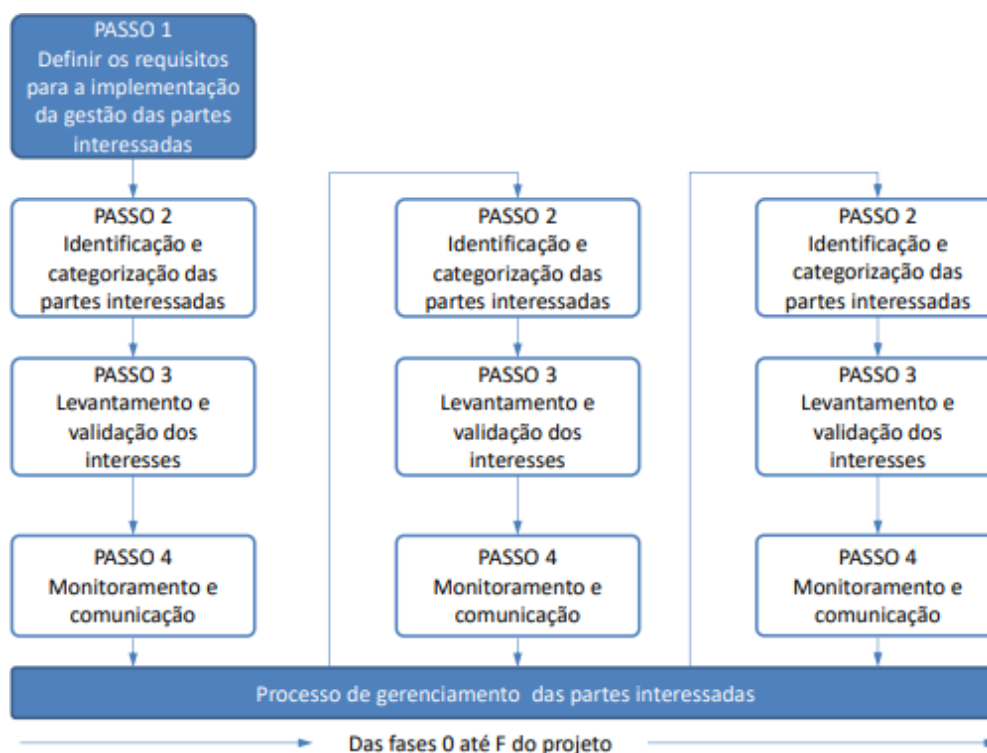 PASSO 1
Definir os requisitos
para a implementação
da gestão das partes
interessadas
PASSO 2
Identificação e
categorização das
partes interessadas
PASSO 3
Levantamento e
validação dos
interesses
PASSO 4
Monitoramento e
comunicação
PASSO 2
Identificação e
categorização das
partes interessadas
PASSO 3
Levantamento e
validação dos
interesses
PASSO 4
Monitoramento e
comunicação
PASSO 2
Identificação e
categorização das
partes interessadas
PASSO 3
Levantamento e
validação dos
interesses
PASSO 4
Monitoramento e
comunicação
Processo de gerenciamento das partes interessadas
Das fases 0 até F do projeto